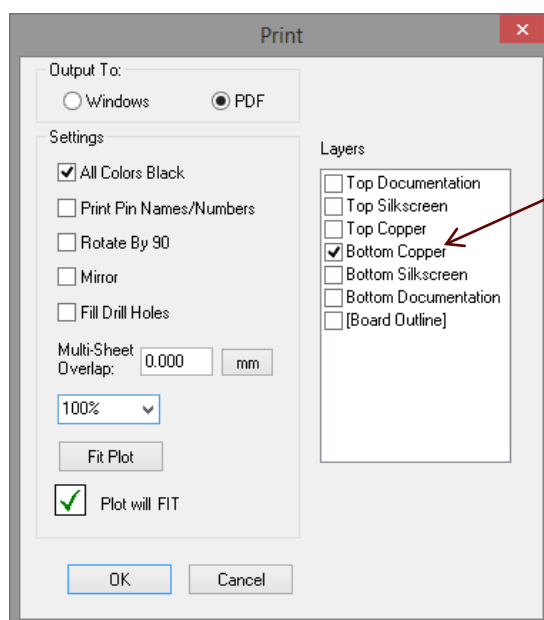 Print
Output To:
Windows
PDF
Settings
All Colors Black
Print Pin Names/Numbers
Rotate By 90
Mirror
Fill Drill Holes
Multi-Sheet
Overlap:
0.000
mm
100%
Fit Plot
Plot will FIT
Layers
Top Documentation
Top Silkscreen
Top Copper
Bottom Copper
Bottom Silkscreen
Bottom Documentation
[Board Outline]
OK
Cancel